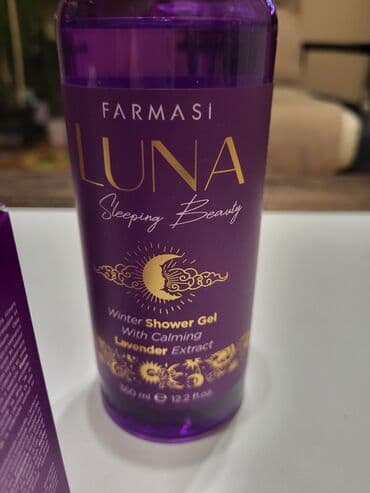 FARMASI
LUNA
Sleeping Beauty
Winter Shower Gel
With Calming
Lavender Extract
360 ml ℮ 12.2 fl.oz.